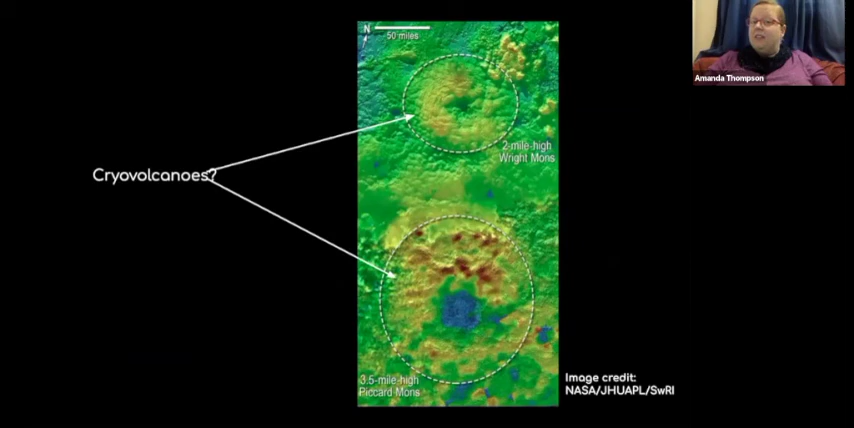 N
50 miles
Amanda Thompson
2-mile-high
Wright Mons
Cryovolcanoes?
3.5-mile-high
Piccard Mons
Image credit:
NASA/JHUAPL/SwRI